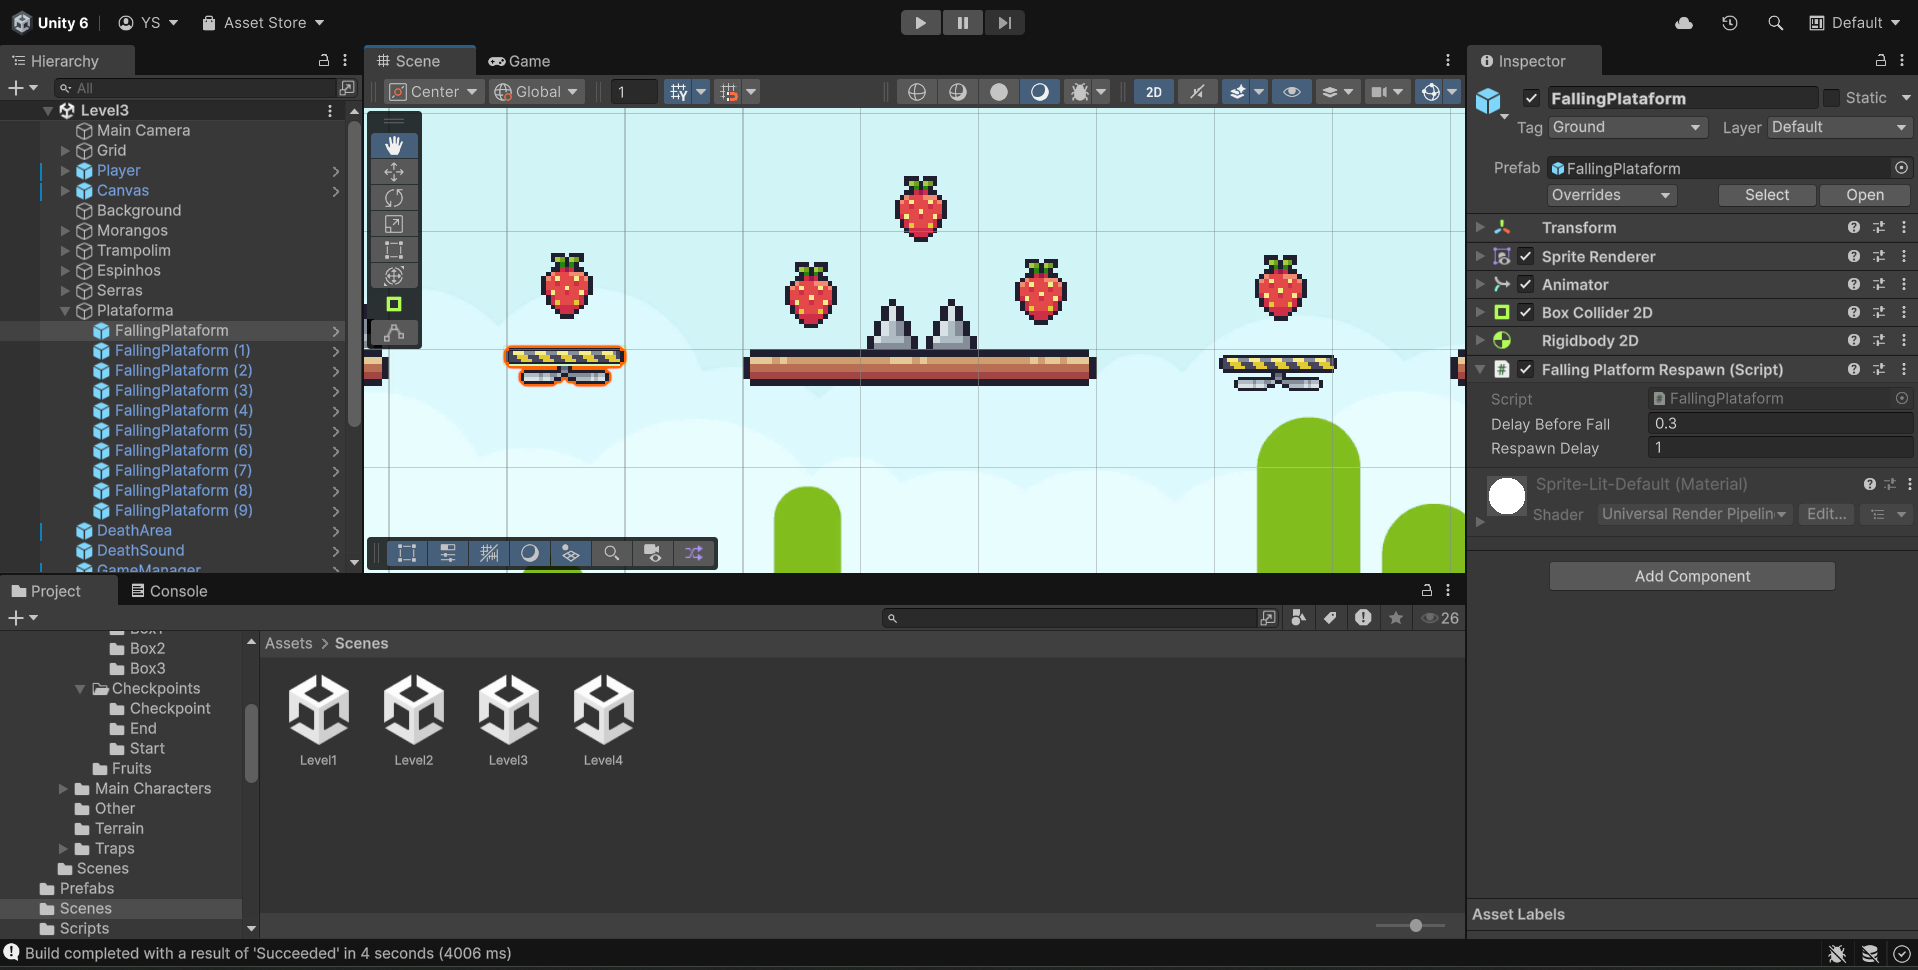 Unity 6
YS
Asset Store
Default
Hierarchy
All
Level3
Main Camera
Grid
Player
Canvas
Background
Morangos
Trampolim
Espinhos
Serras
Plataforma
FallingPlataform
FallingPlataform (1)
FallingPlataform (2)
FallingPlataform (3)
FallingPlataform (4)
FallingPlataform (5)
FallingPlataform (6)
FallingPlataform (7)
FallingPlataform (8)
FallingPlataform (9)
DeathArea
DeathSound
GameManager
Scene
Game
Center
Global
1
2D
Inspector
FallingPlataform
Static
Tag
Ground
Layer
Default
Prefab
FallingPlataform
Overrides
Select
Open
Transform
Sprite Renderer
Animator
Box Collider 2D
Rigidbody 2D
Falling Platform Respawn (Script)
Script
FallingPlataform
Delay Before Fall
0.3
Respawn Delay
1
Sprite-Lit-Default (Material)
Shader
Universal Render Pipelin
Edit...
Add Component
Asset Labels
Project
Console
26
Box1
Box2
Box3
Checkpoints
Checkpoint
End
Start
Fruits
Main Characters
Other
Terrain
Traps
Scenes
Prefabs
Scenes
Scripts
Assets > Scenes
Level1
Level2
Level3
Level4
Build completed with a result of 'Succeeded' in 4 seconds (4006 ms)